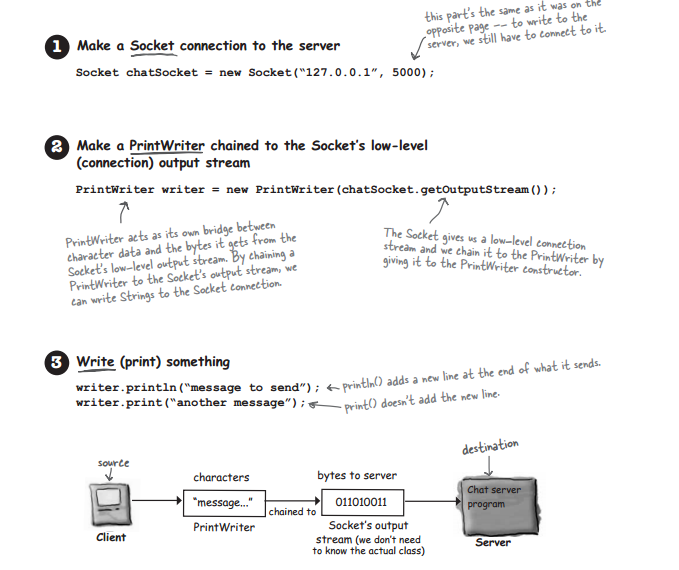 this part's the same as it was on the
opposite page -- to write to the
server, we still have to connect to it.
1 Make a Socket connection to the server
Socket chatSocket = new Socket("127.0.0.1", 5000);
2 Make a PrintWriter chained to the Socket's low-level
(connection) output stream
PrintWriter writer = new PrintWriter(chatSocket.getOutputStream());
PrintWriter acts as its own bridge between
character data and the bytes it gets from the
Socket's low-level output stream. By chaining a
PrintWriter to the Socket's output stream, we
can write Strings to the Socket connection.
The Socket gives us a low-level connection
stream and we chain it to the PrintWriter by
giving it to the PrintWriter constructor.
3 Write (print) something
writer.println("message to send"); println() adds a new line at the end of what it sends.
writer.print("another message"); print() doesn't add the new line.
source
Client
characters
"message..."
PrintWriter
chained to
bytes to server
011010011
Socket's output
stream (we don't need
to know the actual class)
destination
Chat server
program
Server